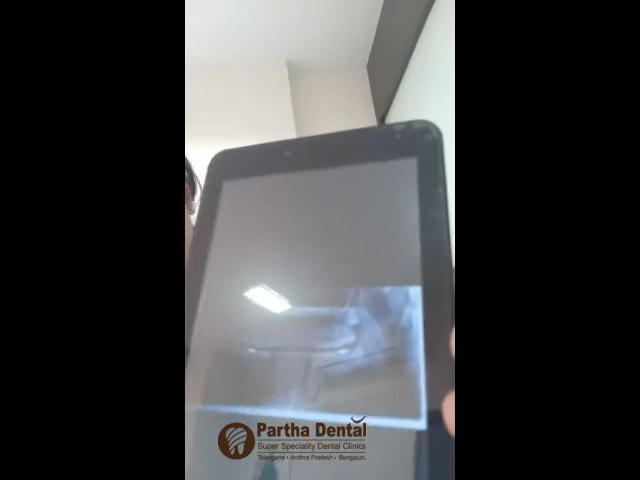 Partha Dental
Super Speciality Dental Clinics
Telangana • Andhra Pradesh • Bengaluru.